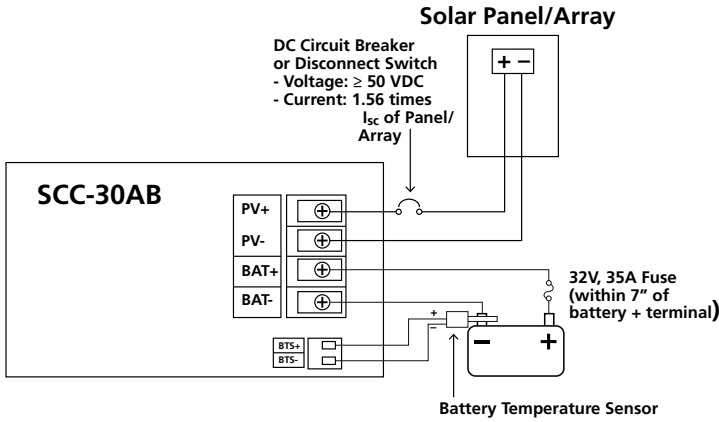 Solar Panel/Array
DC Circuit Breaker
or Disconnect Switch
- Voltage: ≥ 50 VDC
- Current: 1.56 times
Isc of Panel/
Array
+ −
SCC-30AB
PV+
PV-
BAT+
BAT-
32V, 35A Fuse
(within 7” of
battery + terminal)
BTS+
BTS-
+
−
− +
Battery Temperature Sensor